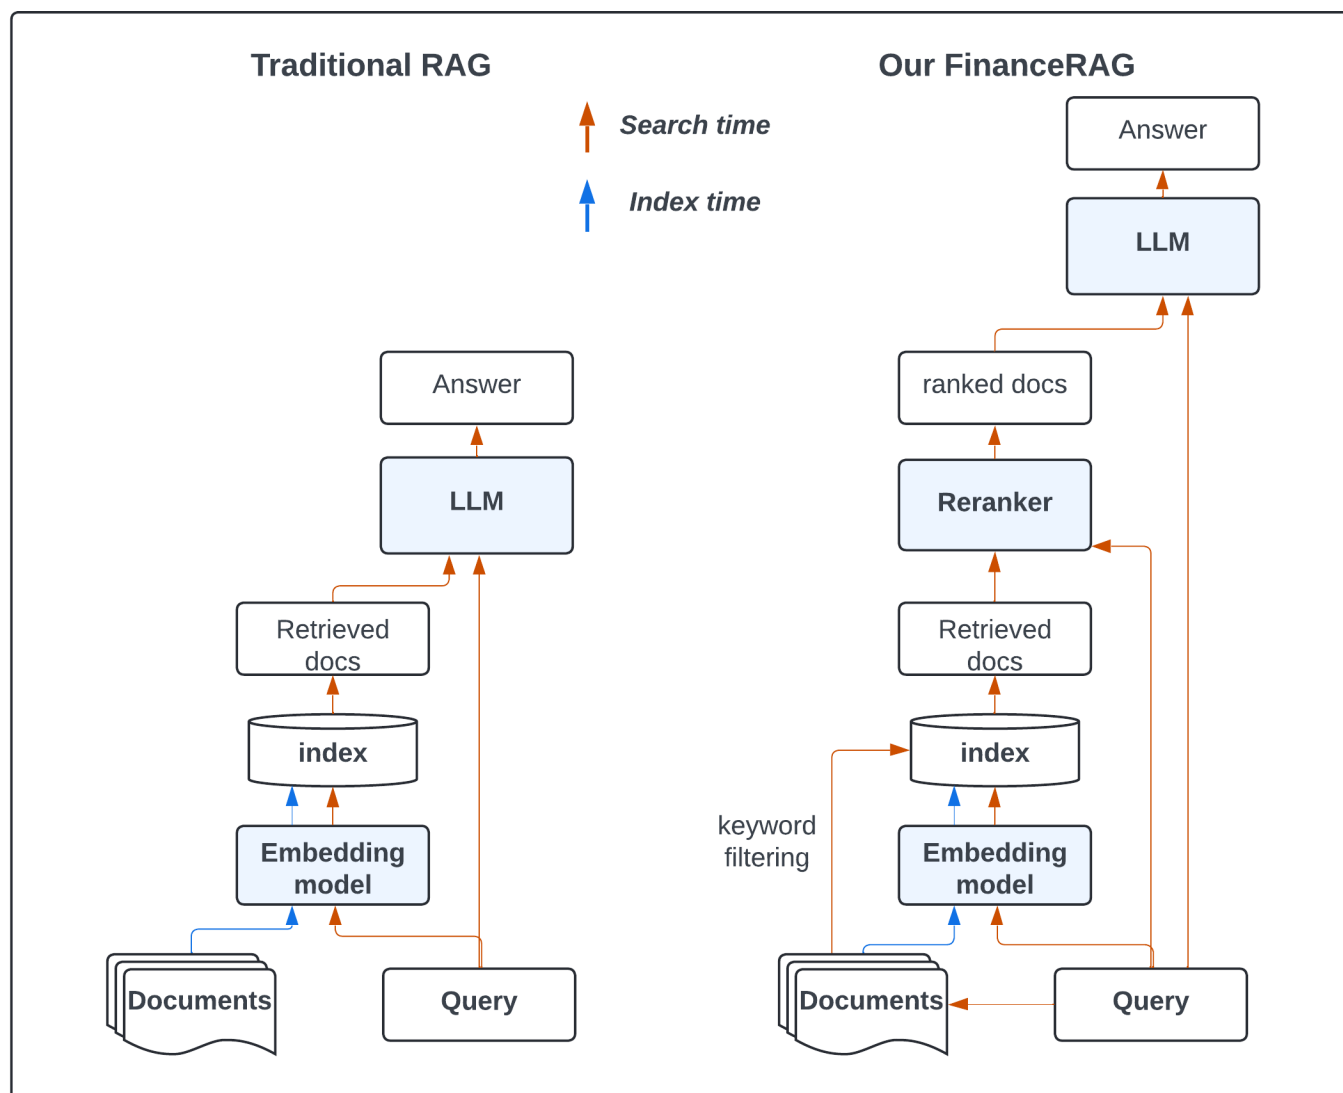 Traditional RAG
Search time
Index time
Answer
LLM
Retrieved
docs
index
Embedding
model
Documents
Query
Our FinanceRAG
Answer
LLM
ranked docs
Reranker
Retrieved
docs
index
keyword
filtering
Embedding
model
Documents
Query